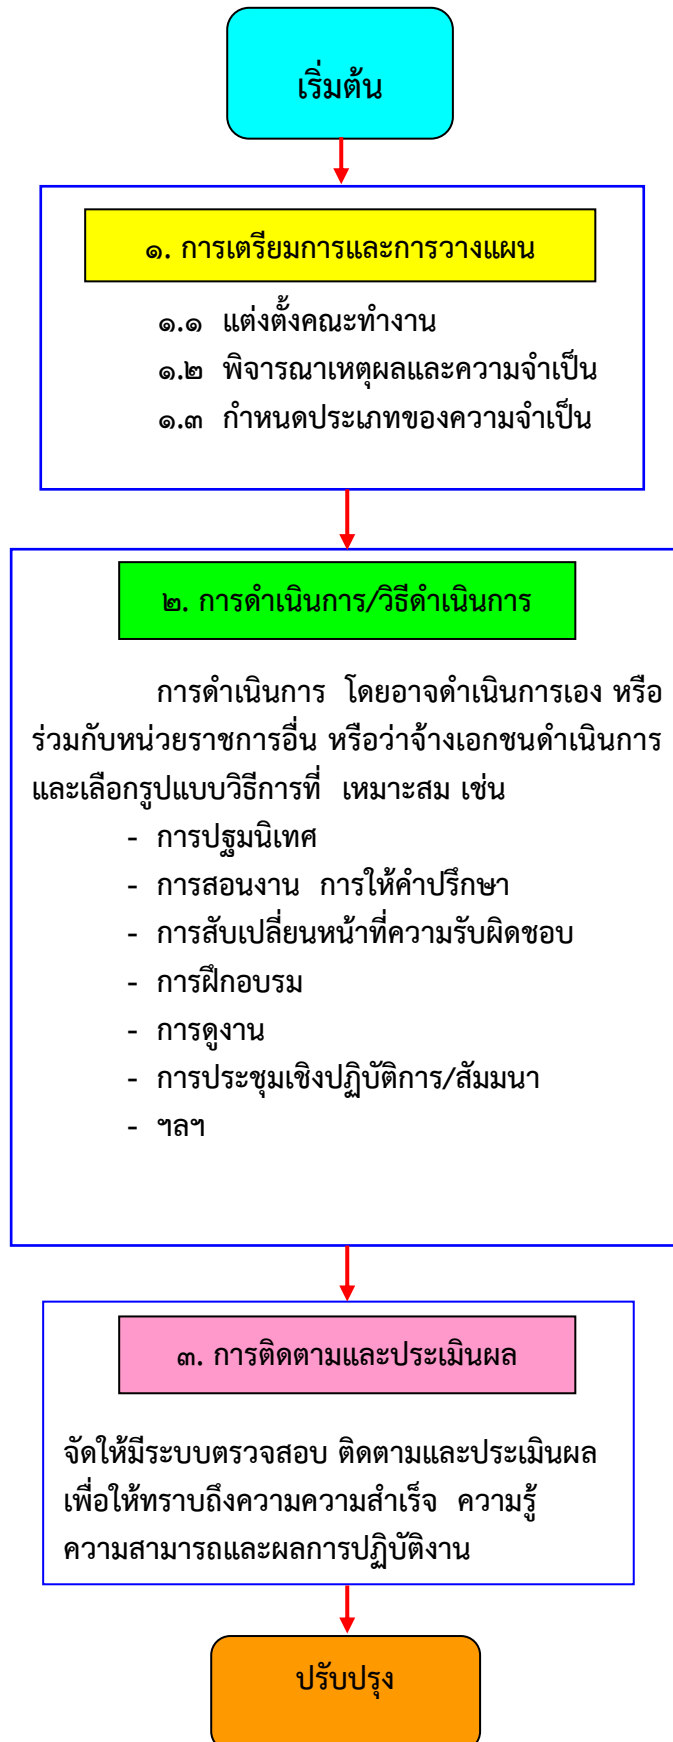 เริ่มต้น
๑. การเตรียมการและการวางแผน
๑.๑ แต่งตั้งคณะทำงาน
๑.๒ พิจารณาเหตุผลและความจำเป็น
๑.๓ กำหนดประเภทของความจำเป็น
๒. การดำเนินการ/วิธีดำเนินการ
การดำเนินการ โดยอาจดำเนินการเอง หรือ
ร่วมกับหน่วยราชการอื่น หรือว่าจ้างเอกชนดำเนินการ
และเลือกรูปแบบวิธีการที่ เหมาะสม เช่น
- การปฐมนิเทศ
- การสอนงาน การให้คำปรึกษา
- การสับเปลี่ยนหน้าที่ความรับผิดชอบ
- การฝึกอบรม
- การดูงาน
- การประชุมเชิงปฏิบัติการ/สัมมนา
- ฯลฯ
๓. การติดตามและประเมินผล
จัดให้มีระบบตรวจสอบ ติดตามและประเมินผล
เพื่อให้ทราบถึงความความสำเร็จ ความรู้
ความสามารถและผลการปฏิบัติงาน
ปรับปรุง